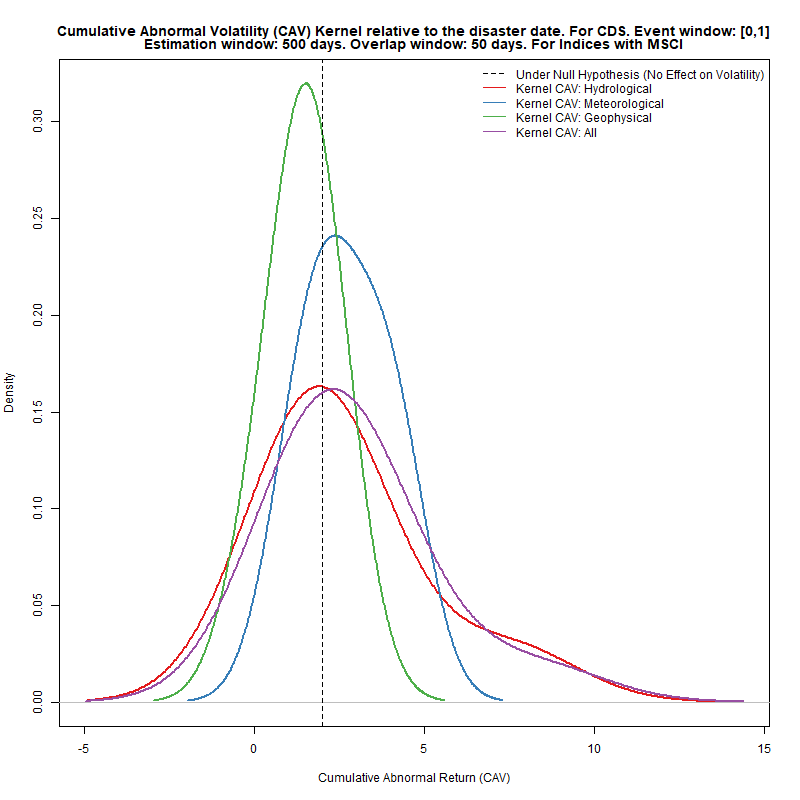 Cumulative Abnormal Volatility (CAV) Kernel relative to the disaster date. For CDS. Event window: [0,1]
Estimation window: 500 days. Overlap window: 50 days. For Indices with MSCI
Under Null Hypothesis (No Effect on Volatility)
Kernel CAV: Hydrological
Kernel CAV: Meteorological
Kernel CAV: Geophysical
Kernel CAV: All
Density
0.30
0.25
0.20
0.15
0.10
0.05
0.00
-5 0 5 10 15
Cumulative Abnormal Return (CAV)